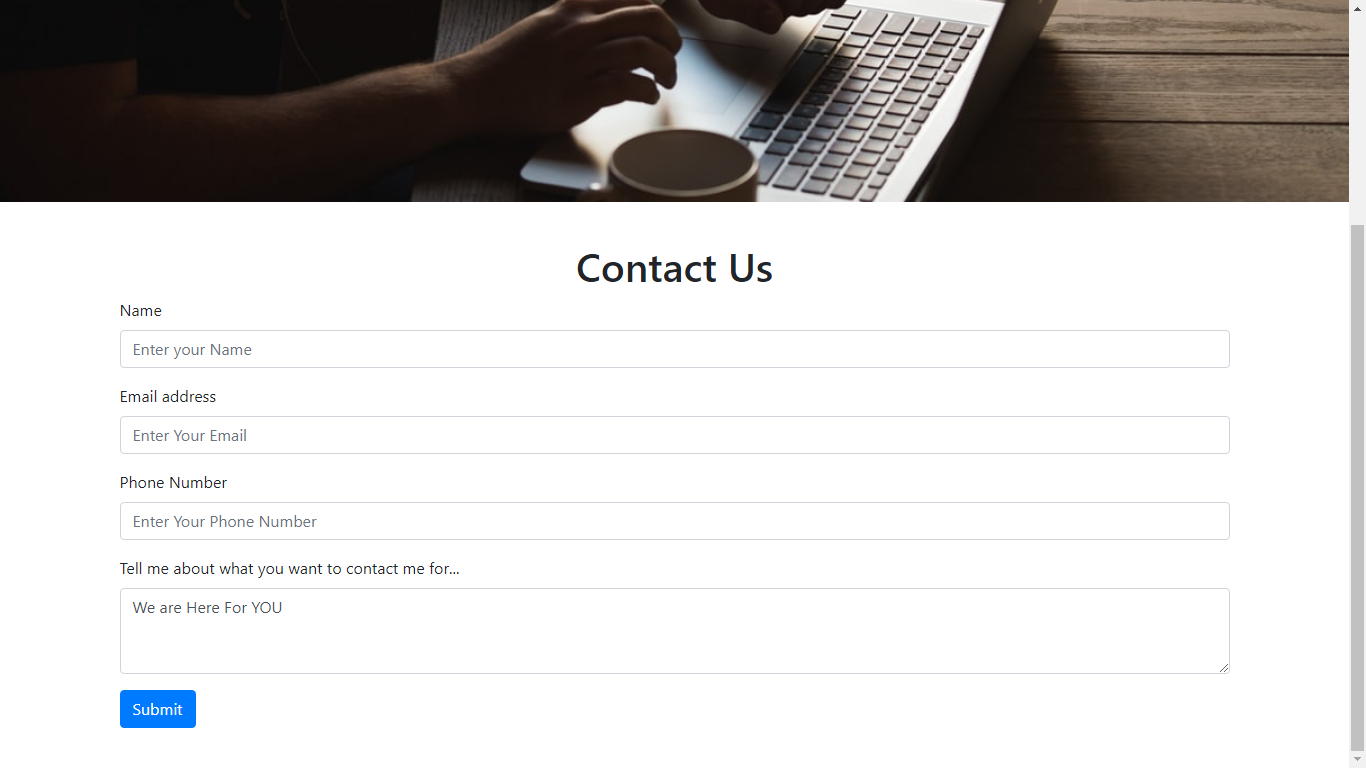 Contact Us
Name
Enter your Name
Email address
Enter Your Email
Phone Number
Enter Your Phone Number
Tell me about what you want to contact me for...
We are Here For YOU
Submit